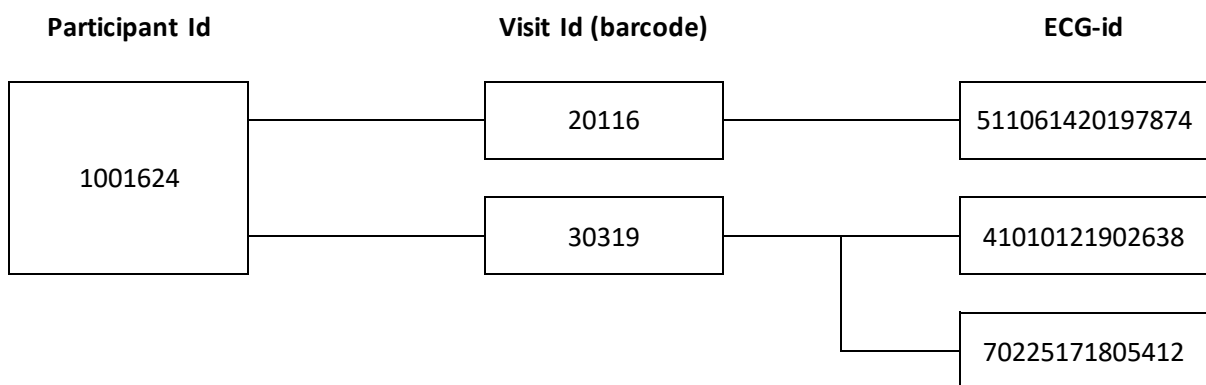 Participant Id
Visit Id (barcode)
ECG-id
20116
511061420197874
1001624
30319
41010121902638
70225171805412